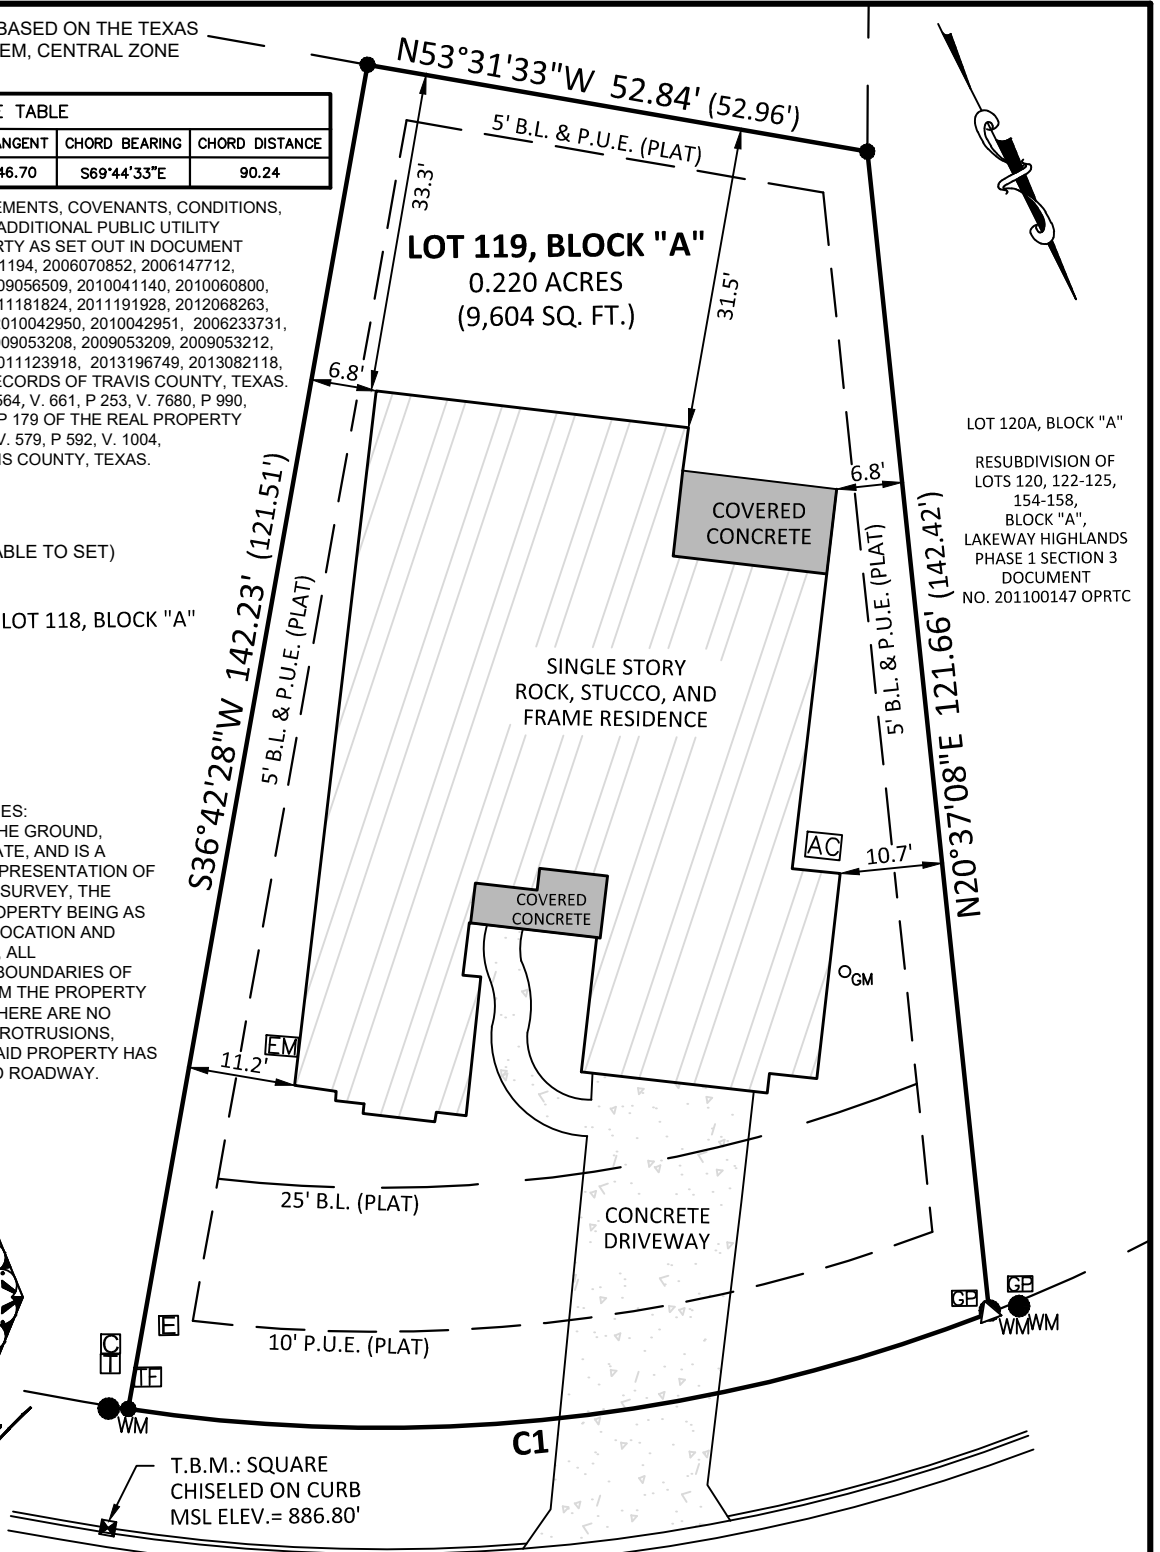 BASED ON THE TEXAS
EM, CENTRAL ZONE
E TABLE
NGENT CHORD BEARING CHORD DISTANCE
46.70 S69°44'33"E 90.24
EMENTS, COVENANTS, CONDITIONS,
ADDITIONAL PUBLIC UTILITY
RTY AS SET OUT IN DOCUMENT
1194, 2006070852, 2006147712,
09056509, 2010041140, 2010060800,
11181824, 2011191928, 2012068263,
2010042950, 2010042951, 2006233731,
009053208, 2009053209, 2009053212,
011123918, 2013196749, 2013082118,
ECORDS OF TRAVIS COUNTY, TEXAS.
564, V. 661, P 253, V. 7680, P 990,
P 179 OF THE REAL PROPERTY
V. 579, P 592, V. 1004,
IS COUNTY, TEXAS.
ABLE TO SET)
LOT 118, BLOCK "A"
ES:
HE GROUND,
ATE, AND IS A
PRESENTATION OF
SURVEY, THE
OPERTY BEING AS
OCATION AND
ALL
BOUNDARIES OF
M THE PROPERTY
HERE ARE NO
ROTRUSIONS,
AID PROPERTY HAS
D ROADWAY.
N53°31'33"W 52.84' (52.96')
5' B.L. & P.U.E. (PLAT)
33.3'
LOT 119, BLOCK "A"
0.220 ACRES
(9,604 SQ. FT.)
31.5'
6.8'
6.8'
COVERED
CONCRETE
S36°42'28"W 142.23' (121.51')
5' B.L. & P.U.E. (PLAT)
SINGLE STORY
ROCK, STUCCO, AND
FRAME RESIDENCE
5' B.L. & P.U.E. (PLAT)
N20°37'08"E 121.66' (142.42')
LOT 120A, BLOCK "A"
RESUBDIVISION OF
LOTS 120, 122-125,
154-158,
BLOCK "A",
LAKEWAY HIGHLANDS
PHASE 1 SECTION 3
DOCUMENT
NO. 201100147 OPRTC
AC
10.7'
COVERED
CONCRETE
GM
EM
11.2'
25' B.L. (PLAT)
CONCRETE
DRIVEWAY
10' P.U.E. (PLAT)
E
C
T
TF
WM
GP
GP
WM
WM
C1
T.B.M.: SQUARE
CHISELED ON CURB
MSL ELEV.= 886.80'